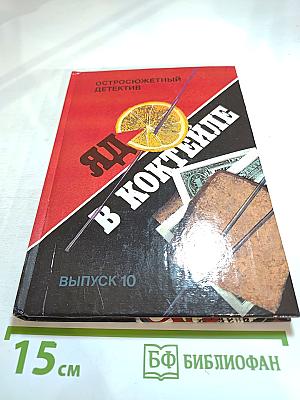 ОСТРОСЮЖЕТНЫЙ
ДЕТЕКТИВ
ЯД
В КОКТЕЙЛЕ
ВЫПУСК 10
15 см
БФ БИБЛИОФАН